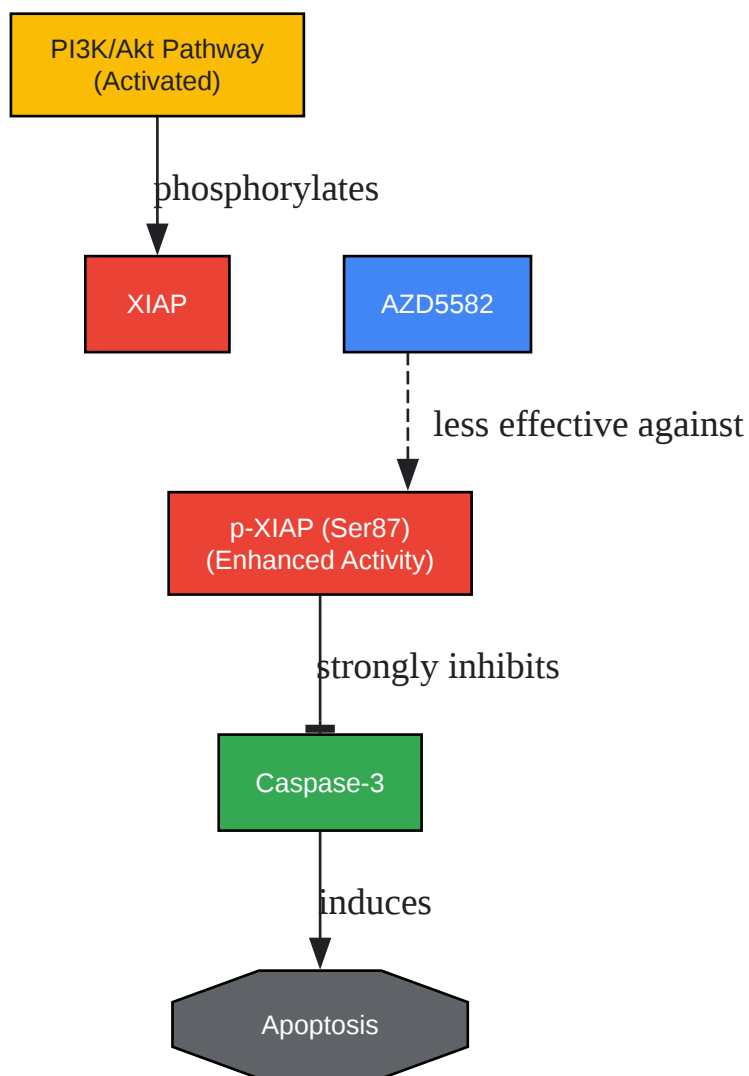 PI3K/Akt Pathway
(Activated)
phosphorylates
XIAP
AZD5582
less effective against
p-XIAP (Ser87)
(Enhanced Activity)
strongly inhibits
Caspase-3
induces
Apoptosis